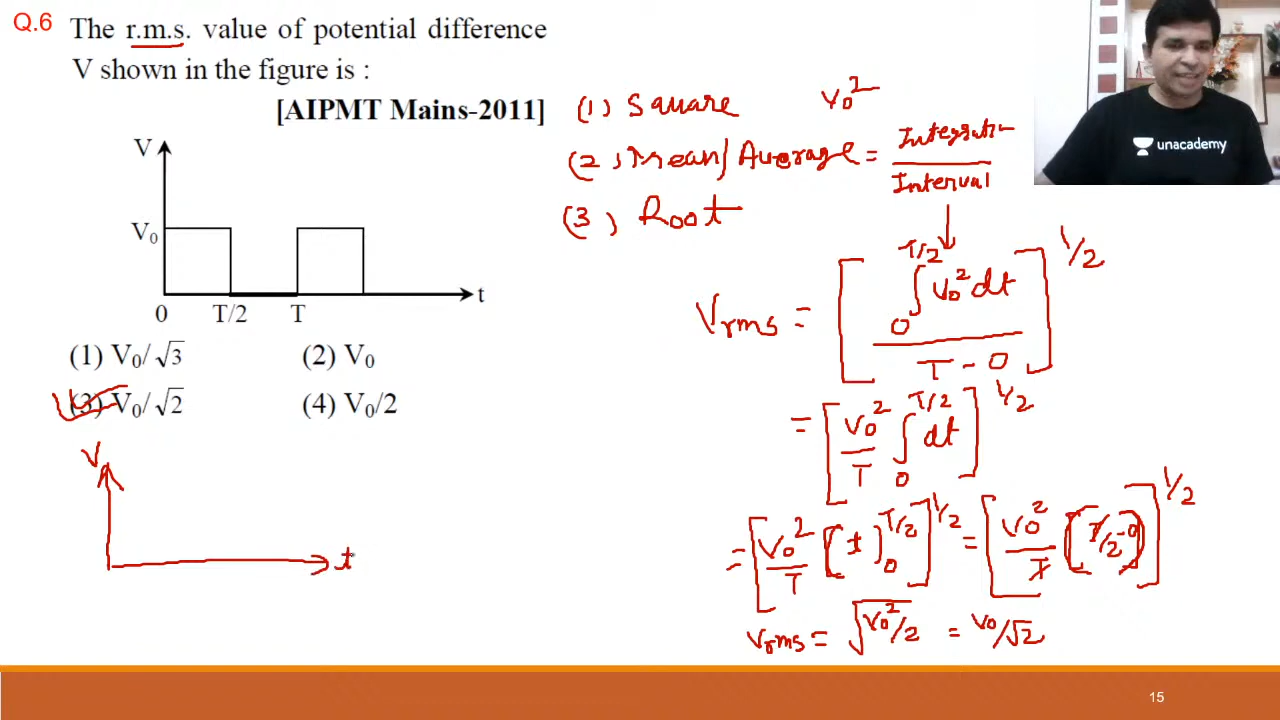 Q.6
The r.m.s. value of potential difference
V shown in the figure is :
[AIPMT Mains-2011]
V
V₀
0 T/2 T
t
(1) V₀/√3 (2) V₀
(3) V₀/√2 (4) V₀/2
V
t
(1) Square V₀²
(2) Mean/Average = Integration / Interval
(3) Root
Vrms = [∫₀^(T/2) V₀² dt / T - 0]^1/2
= [V₀²/T ∫₀^(T/2) dt]^1/2
= [V₀²/T [t]₀^(T/2)]^1/2 = [V₀²/T [T/2 - 0]]^1/2
Vrms = √(V₀²/2) = V₀/√2
unacademy
15